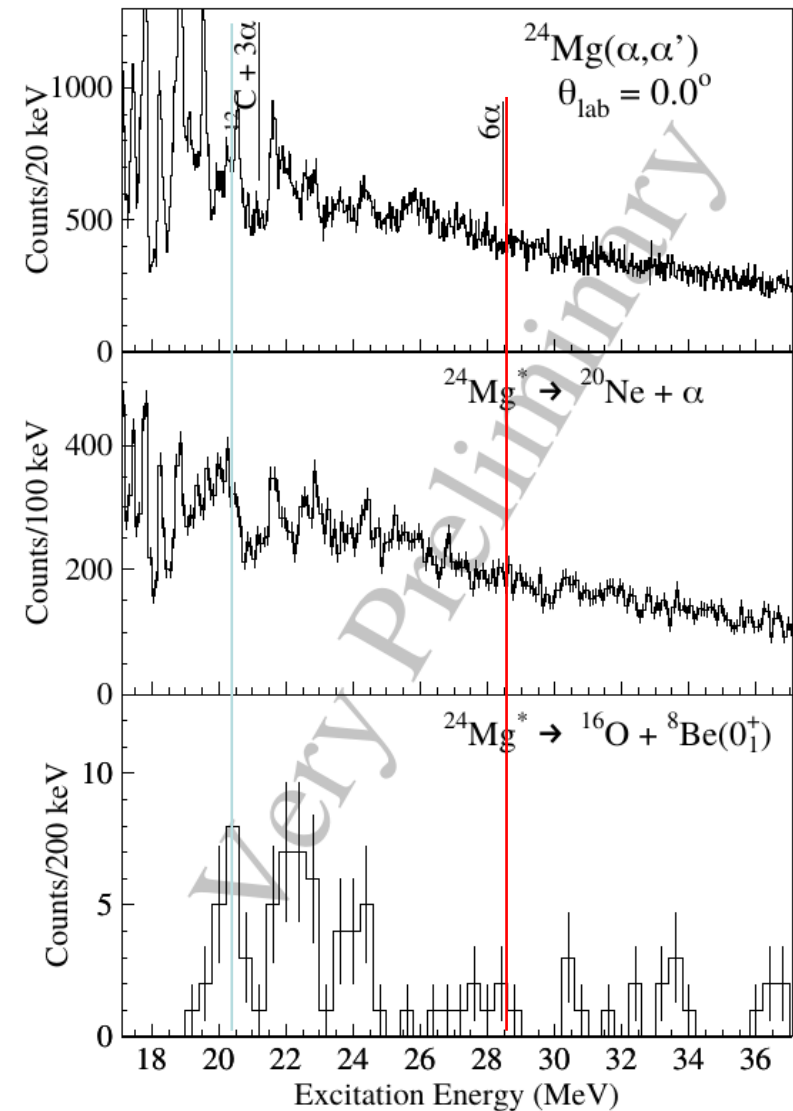 ²⁴Mg(α,α’)
θ_lab = 0.0°
¹²C + 3α
6α
Counts/20 keV
1000
500
0
²⁴Mg* → ²⁰Ne + α
Counts/100 keV
400
200
0
²⁴Mg* → ¹⁶O + ⁸Be(0₁⁺)
Counts/200 keV
10
5
0
18 20 22 24 26 28 30 32 34 36
Excitation Energy (MeV)
Very Preliminary